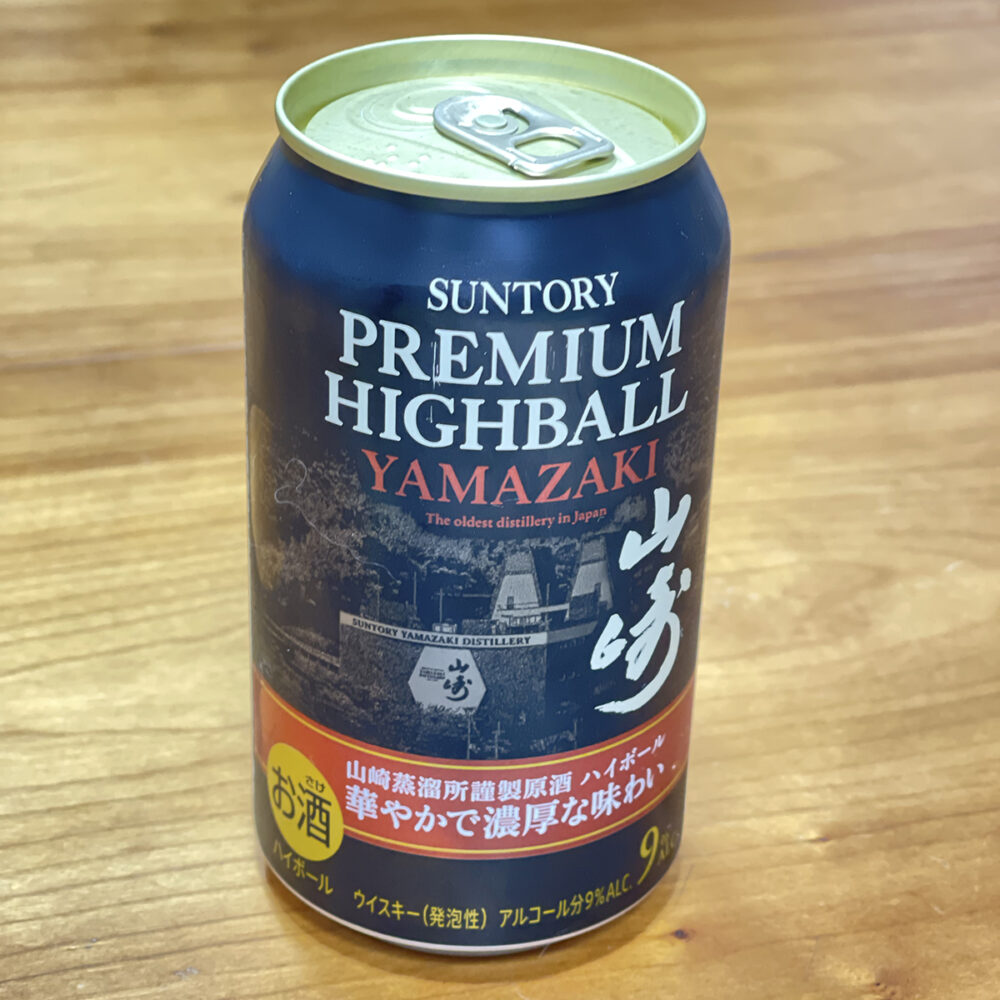 SUNTORY
PREMIUM
HIGHBALL
YAMAZAKI
The oldest distillery in Japan
山崎
SUNTORY YAMAZAKI DISTILLERY
山崎
山崎蒸溜所謹製原酒 ハイボール
華やかで濃厚な味わい
さけ
お酒
ハイボール
ウイスキー(発泡性) アルコール分9%ALC.
9%